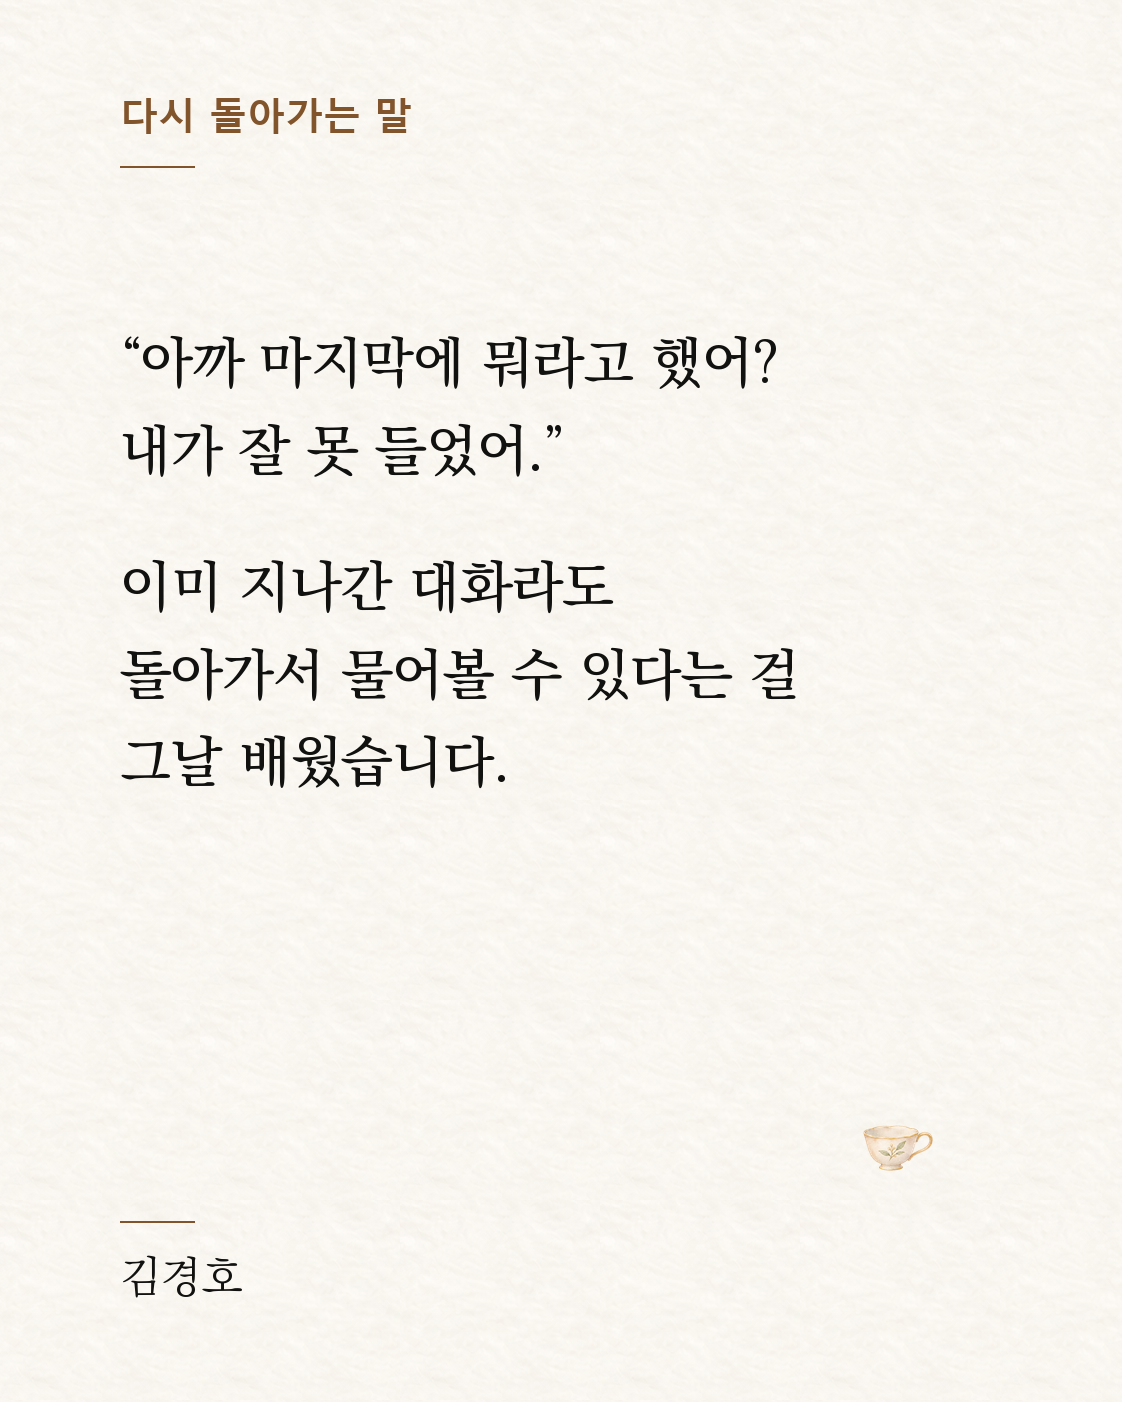 다시 돌아가는 말
“아까 마지막에 뭐라고 했어?
내가 잘 못 들었어.”
이미 지나간 대화라도
돌아가서 물어볼 수 있다는 걸
그날 배웠습니다.
김경호